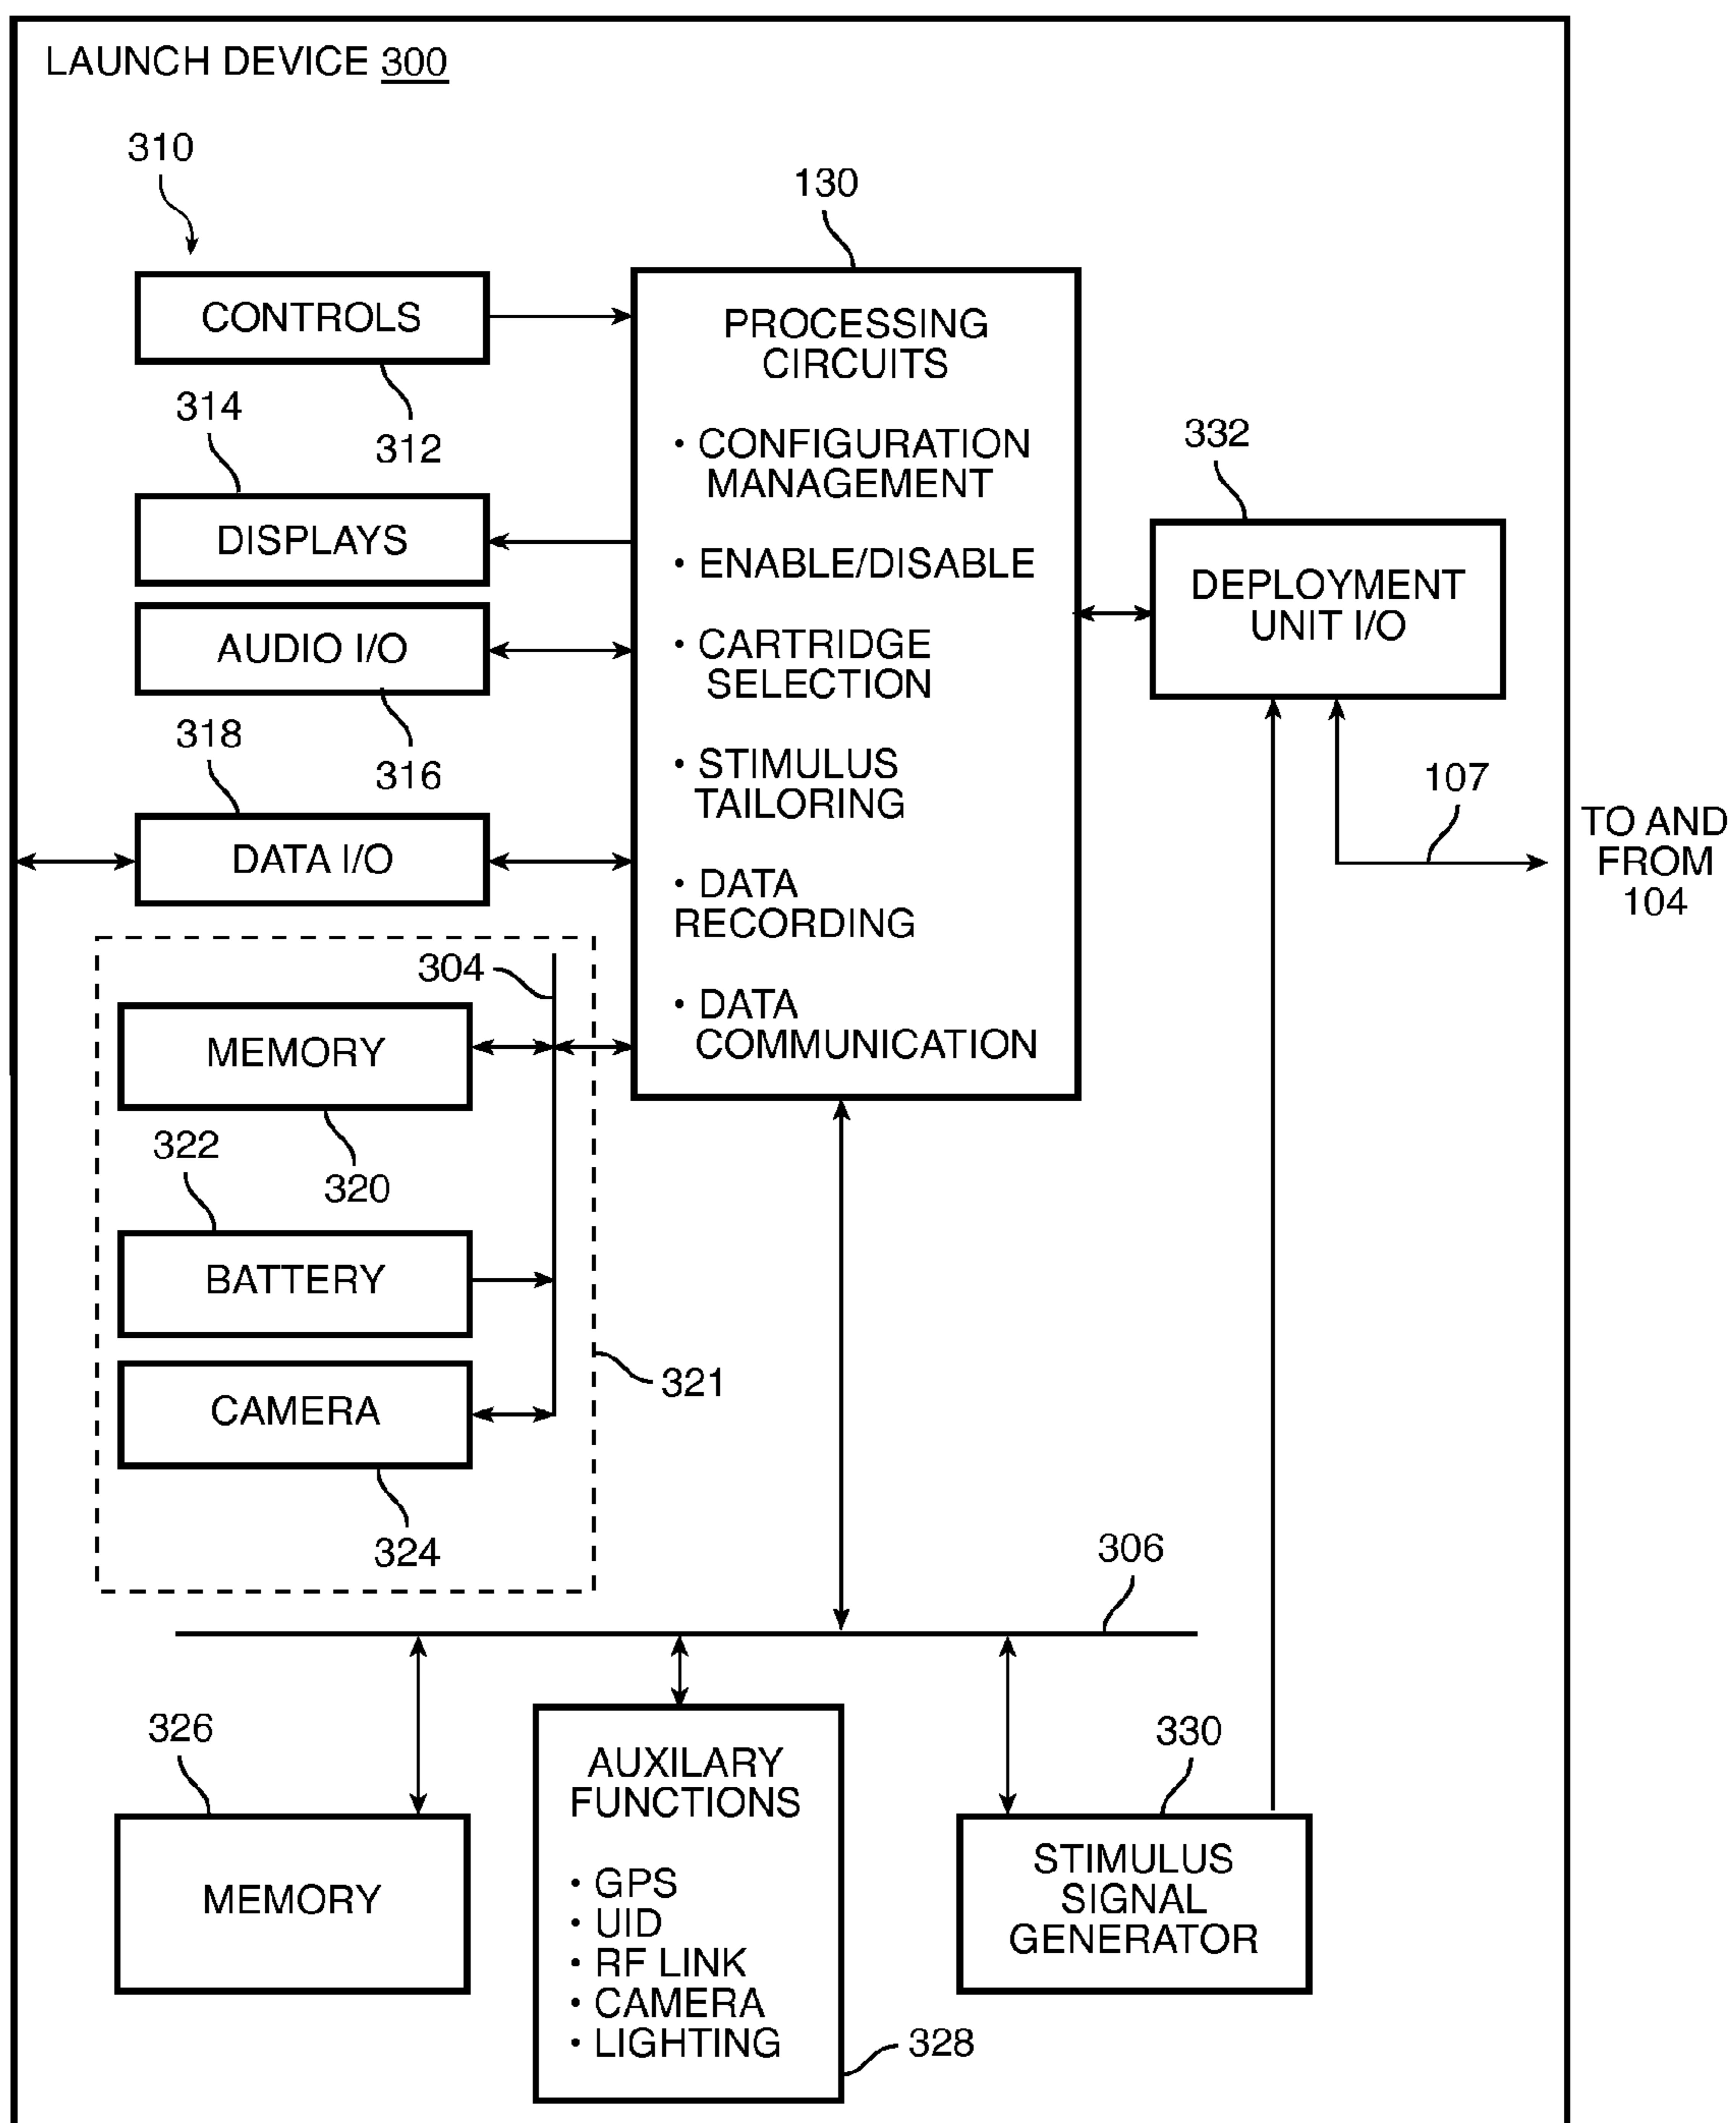 LAUNCH DEVICE 300
310
130
CONTROLS
312
PROCESSING
CIRCUITS
• CONFIGURATION
MANAGEMENT
• ENABLE/DISABLE
• CARTRIDGE
SELECTION
• STIMULUS
TAILORING
• DATA
RECORDING
• DATA
COMMUNICATION
314
DISPLAYS
AUDIO I/O
316
318
DATA I/O
332
DEPLOYMENT
UNIT I/O
107
TO AND
FROM
104
304
MEMORY
320
322
BATTERY
321
CAMERA
324
306
326
MEMORY
AUXILARY
FUNCTIONS
• GPS
• UID
• RF LINK
• CAMERA
• LIGHTING
328
330
STIMULUS
SIGNAL
GENERATOR